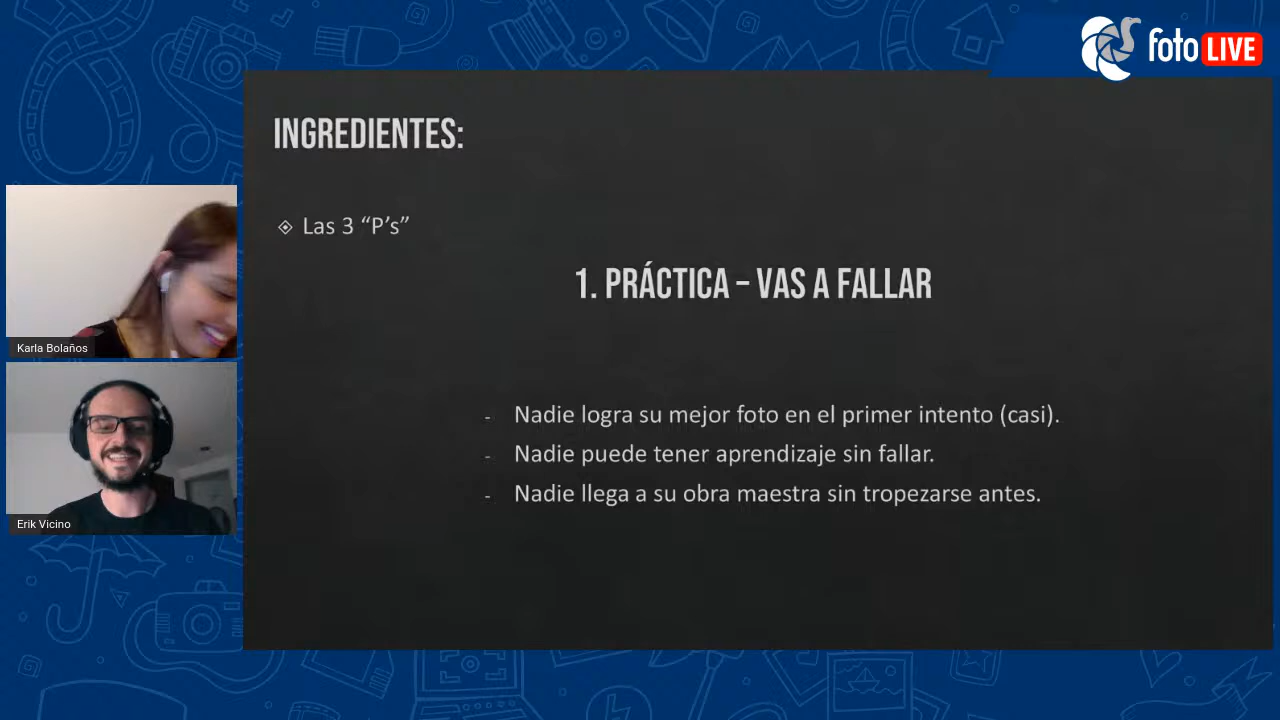 foto LIVE
INGREDIENTES:
Las 3 “P’s”
1. PRÁCTICA – VAS A FALLAR
- Nadie logra su mejor foto en el primer intento (casi).
- Nadie puede tener aprendizaje sin fallar.
- Nadie llega a su obra maestra sin tropezarse antes.
Karla Bolaños
Erik Vicino